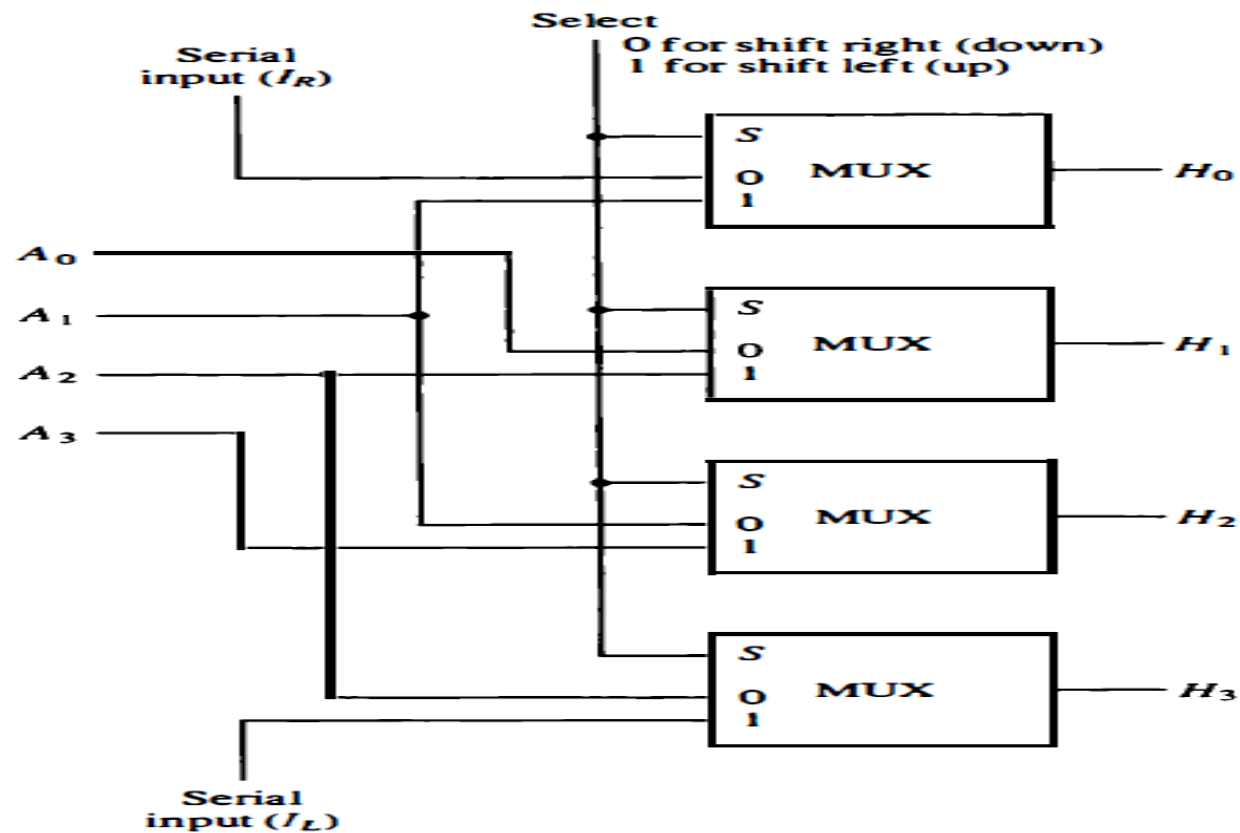 Select
0 for shift right (down)
1 for shift left (up)
Serial
input (I_R)
S
0
1
MUX
H_0
A_0
A_1
A_2
A_3
S
0
1
MUX
H_1
S
0
1
MUX
H_2
S
0
1
MUX
H_3
Serial
input (I_L)